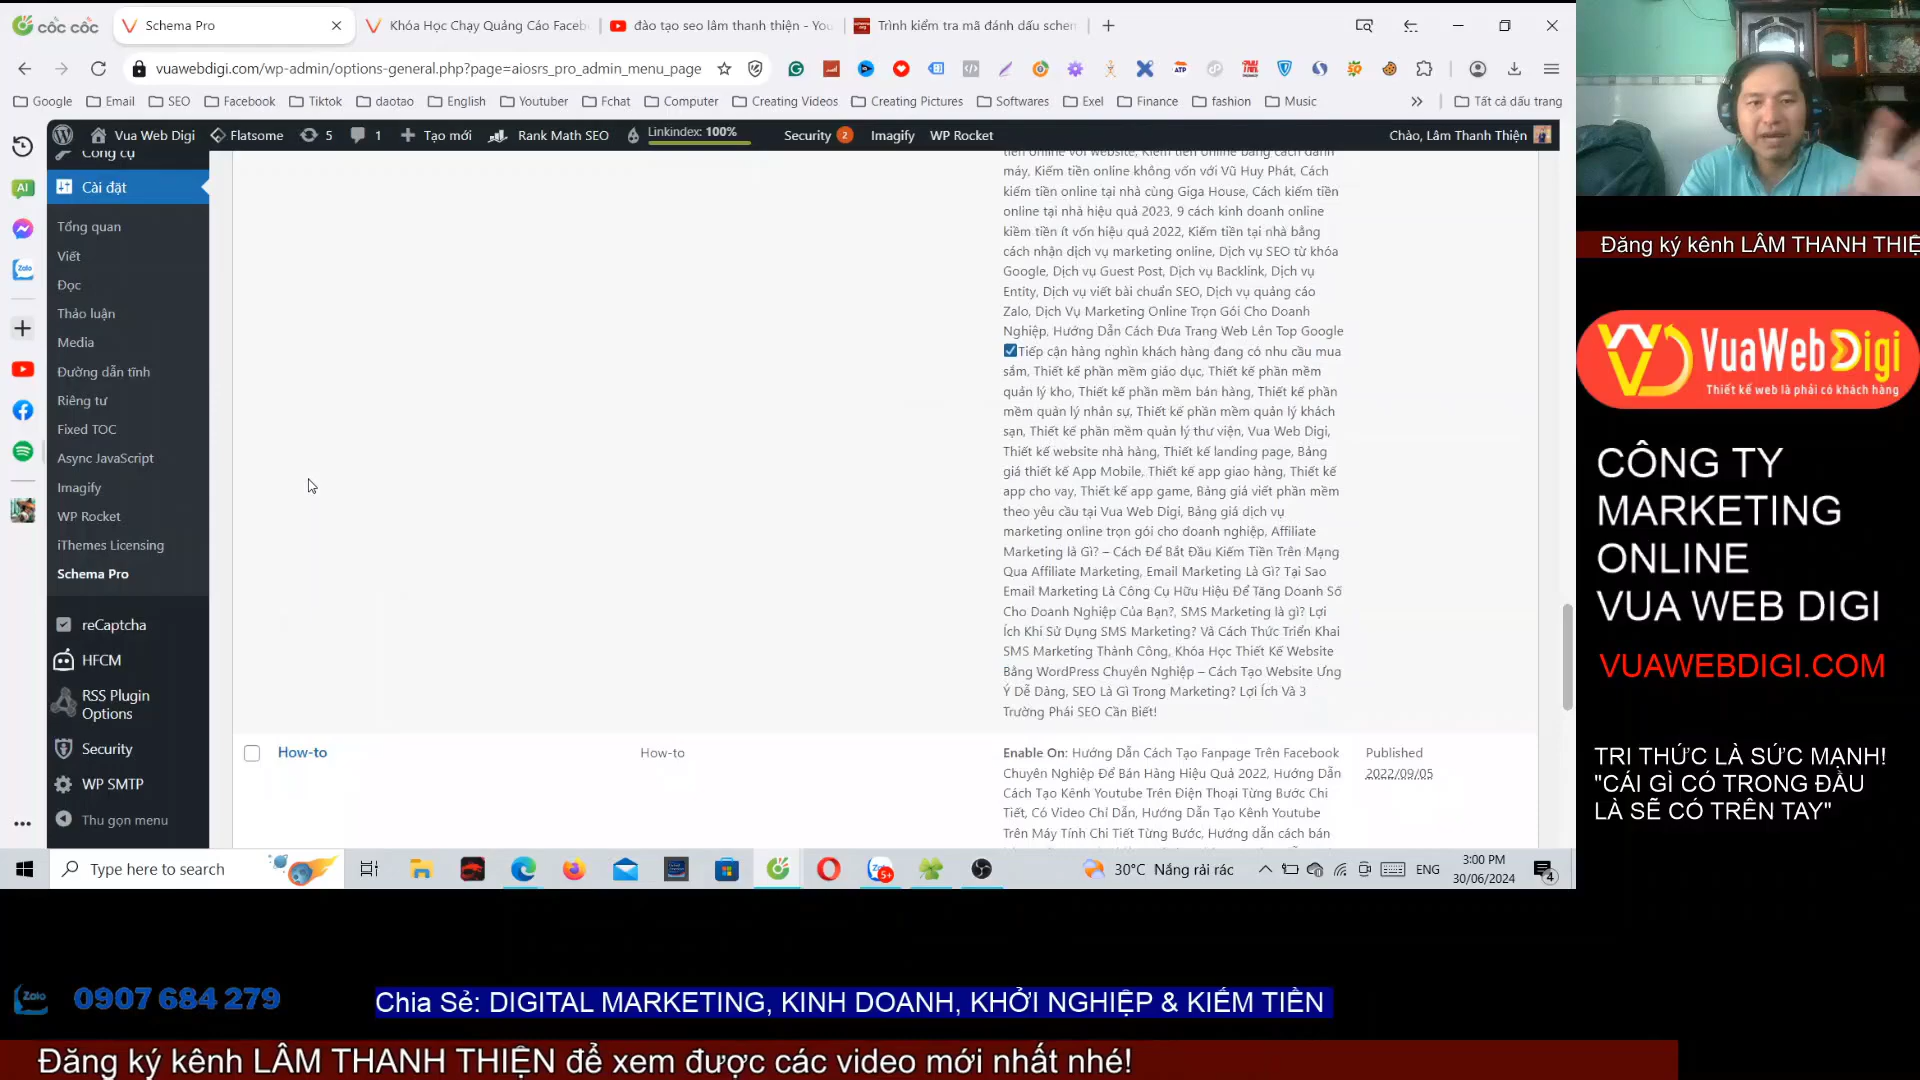 cốc cốc
Schema Pro
Khóa Học Chạy Quảng Cáo Faceb
đào tạo seo lâm thanh thiện - You
Trình kiểm tra mã đánh dấu schem
vuawebdigi.com/wp-admin/options-general.php?page=aiosrs_pro_admin_menu_page
Google
Email
SEO
Facebook
Tiktok
daotao
English
Youtuber
Fchat
Computer
Creating Videos
Creating Pictures
Softwares
Exel
Finance
fashion
Music
Tất cả dấu trang
Vua Web Digi
Flatsome
5
1
Tạo mới
Rank Math SEO
Linkindex: 100%
Security 2
Imagify
WP Rocket
Chào, Lâm Thanh Thiện
Công cụ
Cài đặt
Tổng quan
Viết
Đọc
Thảo luận
Media
Đường dẫn tĩnh
Riêng tư
Fixed TOC
Async JavaScript
Imagify
WP Rocket
iThemes Licensing
Schema Pro
reCaptcha
HFCM
RSS Plugin
Options
Security
WP SMTP
Thu gọn menu
tiền online với website, Kiếm tiền online bằng cách đánh
máy, Kiếm tiền online không vốn với Vũ Huy Phát, Cách
kiếm tiền online tại nhà cùng Giga House, Cách kiếm tiền
online tại nhà hiệu quả 2023, 9 cách kinh doanh online
kiếm tiền ít vốn hiệu quả 2022, Kiếm tiền tại nhà bằng
cách nhận dịch vụ marketing online, Dịch vụ SEO từ khóa
Google, Dịch vụ Guest Post, Dịch vụ Backlink, Dịch vụ
Entity, Dịch vụ viết bài chuẩn SEO, Dịch vụ quảng cáo
Zalo, Dịch Vụ Marketing Online Trọn Gói Cho Doanh
Nghiệp, Hướng Dẫn Cách Đưa Trang Web Lên Top Google
☑Tiếp cận hàng nghìn khách hàng đang có nhu cầu mua
sắm, Thiết kế phần mềm giáo dục, Thiết kế phần mềm
quản lý kho, Thiết kế phần mềm bán hàng, Thiết kế phần
mềm quản lý nhân sự, Thiết kế phần mềm quản lý khách
sạn, Thiết kế phần mềm quản lý thư viện, Vua Web Digi,
Thiết kế website nhà hàng, Thiết kế landing page, Bảng
giá thiết kế App Mobile, Thiết kế app giao hàng, Thiết kế
app cho vay, Thiết kế app game, Bảng giá viết phần mềm
theo yêu cầu tại Vua Web Digi, Bảng giá dịch vụ
marketing online trọn gói cho doanh nghiệp, Affiliate
Marketing là Gì? – Cách Để Bắt Đầu Kiếm Tiền Trên Mạng
Qua Affiliate Marketing, Email Marketing Là Gì? Tại Sao
Email Marketing Là Công Cụ Hữu Hiệu Để Tăng Doanh Số
Cho Doanh Nghiệp Của Bạn?, SMS Marketing là gì? Lợi
Ích Khi Sử Dụng SMS Marketing? Và Cách Thức Triển Khai
SMS Marketing Thành Công, Khóa Học Thiết Kế Website
Bằng WordPress Chuyên Nghiệp – Cách Tạo Website Ưng
Ý Dễ Dàng, SEO Là Gì Trong Marketing? Lợi Ích Và 3
Trường Phái SEO Cần Biết!
How-to
How-to
Enable On: Hướng Dẫn Cách Tạo Fanpage Trên Facebook
Chuyên Nghiệp Để Bán Hàng Hiệu Quả 2022, Hướng Dẫn
Cách Tạo Kênh Youtube Trên Điện Thoại Từng Bước Chi
Tiết, Có Video Chỉ Dẫn, Hướng Dẫn Tạo Kênh Youtube
Trên Máy Tính Chi Tiết Từng Bước, Hướng dẫn cách bán
Published
2022/09/05
Type here to search
30°C Nắng rải rác
ENG
3:00 PM
30/06/2024
4
Đăng ký kênh LÂM THANH THIỆ
VuaWebDigi
Thiết kế web là phải có khách hàng
CÔNG TY
MARKETING
ONLINE
VUA WEB DIGI
VUAWEBDIGI.COM
TRI THỨC LÀ SỨC MẠNH!
"CÁI GÌ CÓ TRONG ĐẦU
LÀ SẼ CÓ TRÊN TAY"
Zalo
0907 684 279
Chia Sẻ: DIGITAL MARKETING, KINH DOANH, KHỞI NGHIỆP & KIẾM TIỀN
Đăng ký kênh LÂM THANH THIỆN để xem được các video mới nhất nhé!